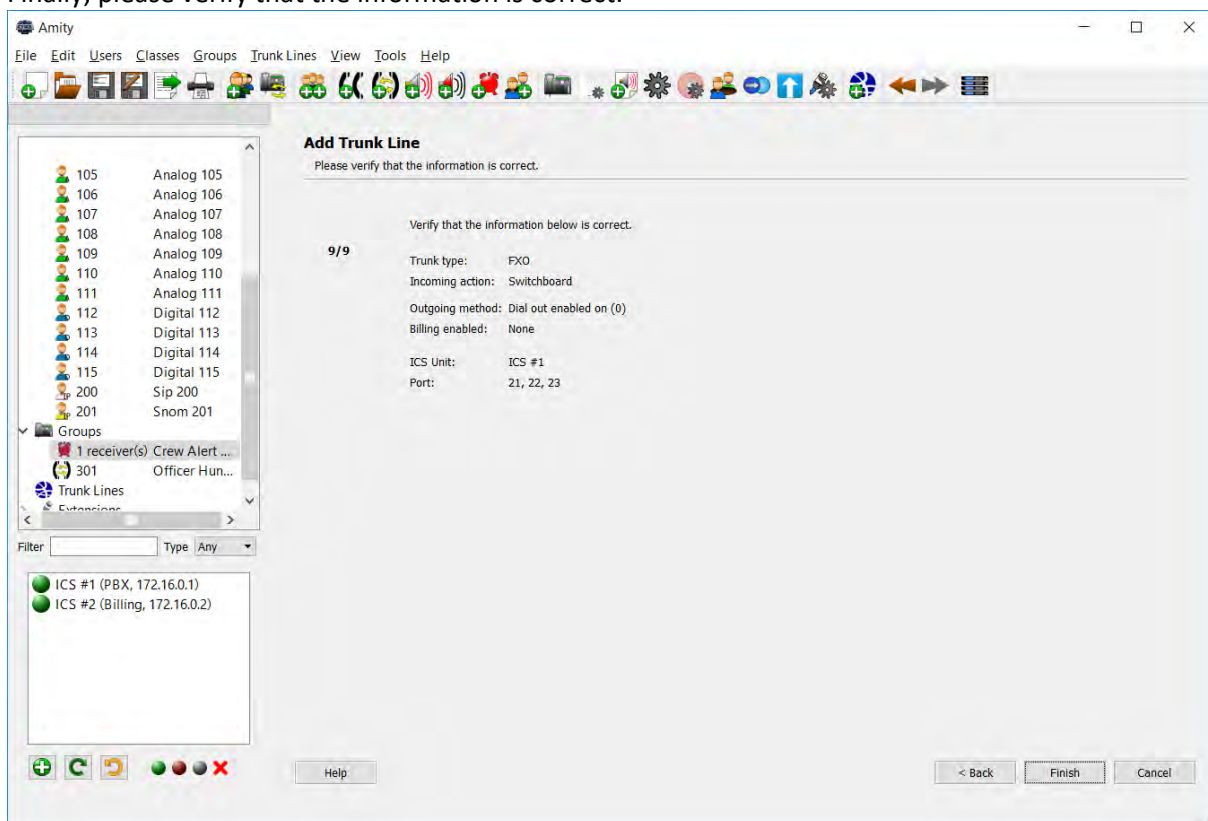 Finally, please verify that the information is correct.
Amity
File Edit Users Classes Groups Trunk Lines View Tools Help
105 Analog 105
106 Analog 106
107 Analog 107
108 Analog 108
109 Analog 109
110 Analog 110
111 Analog 111
112 Digital 112
113 Digital 113
114 Digital 114
115 Digital 115
200 Sip 200
201 Snom 201
Groups
1 receiver(s) Crew Alert ...
301 Officer Hun...
Trunk Lines
Extensions
Filter Type Any
ICS #1 (PBX, 172.16.0.1)
ICS #2 (Billing, 172.16.0.2)
Add Trunk Line
Please verify that the information is correct.
Verify that the information below is correct.
9/9
Trunk type: FXO
Incoming action: Switchboard
Outgoing method: Dial out enabled on (0)
Billing enabled: None
ICS Unit: ICS #1
Port: 21, 22, 23
Help < Back Finish Cancel